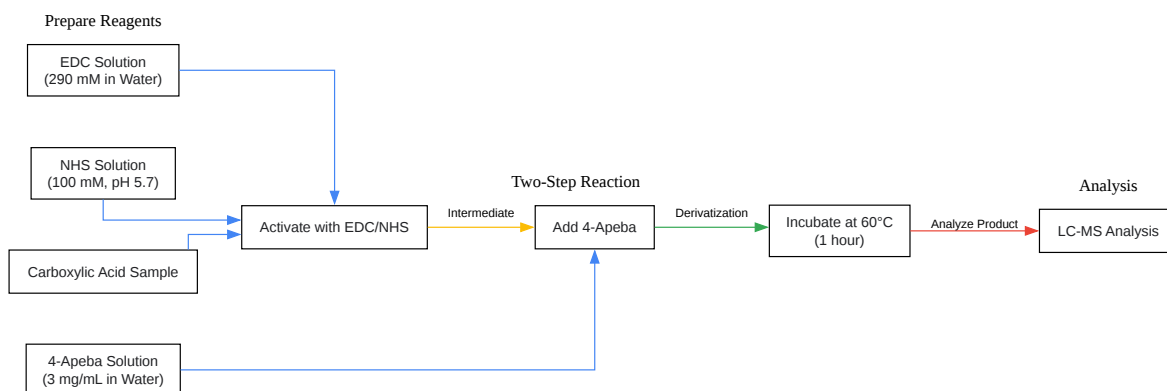 Prepare Reagents
EDC Solution
(290 mM in Water)
NHS Solution
(100 mM, pH 5.7)
Carboxylic Acid Sample
4-Apeba Solution
(3 mg/mL in Water)
Activate with EDC/NHS
Intermediate
Two-Step Reaction
Add 4-Apeba
Derivatization
Incubate at 60°C
(1 hour)
Analyze Product
Analysis
LC-MS Analysis